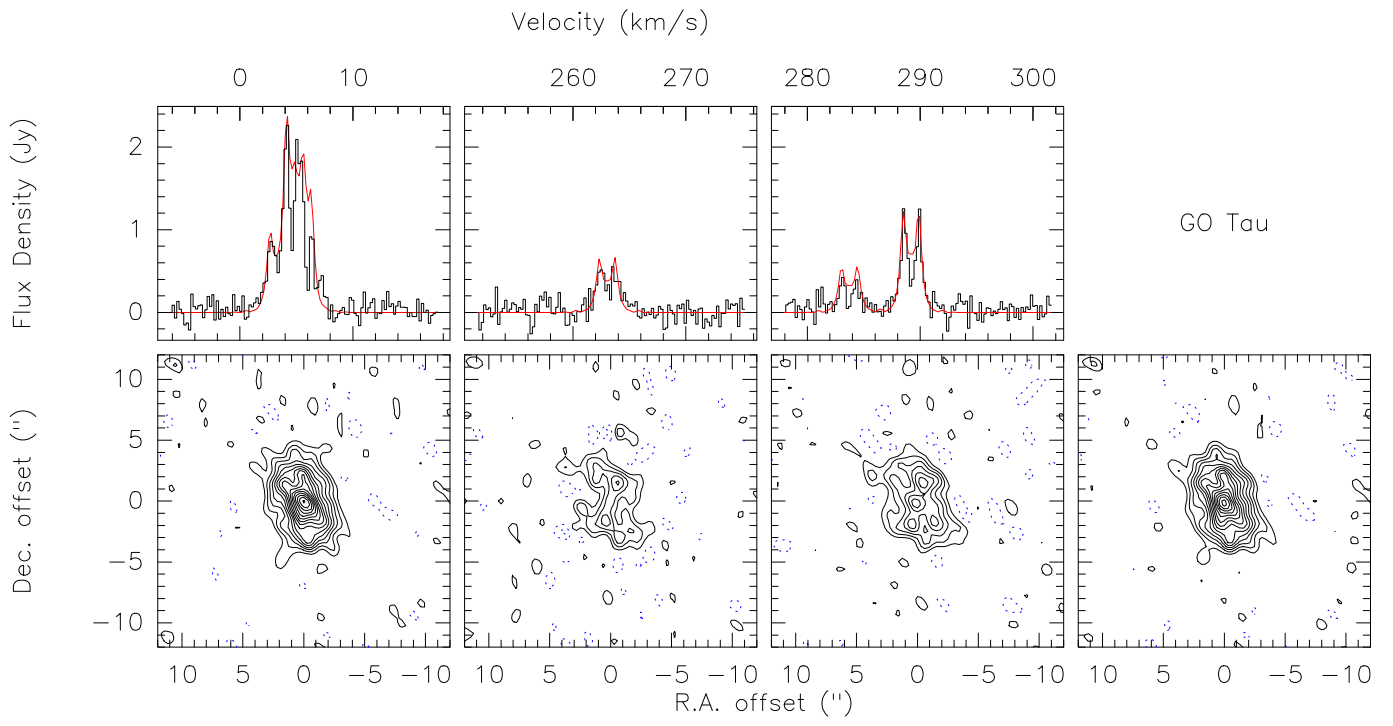 Velocity (km/s)
0 10 260 270 280 290 300
Flux Density (Jy)
2
1
0
GO Tau
Dec. offset ('')
10
5
0
−5
−10
10 5 0 −5 −10 10 5 0 −5 −10 10 5 0 −5 −10 10 5 0 −5 −10
R.A. offset ('')